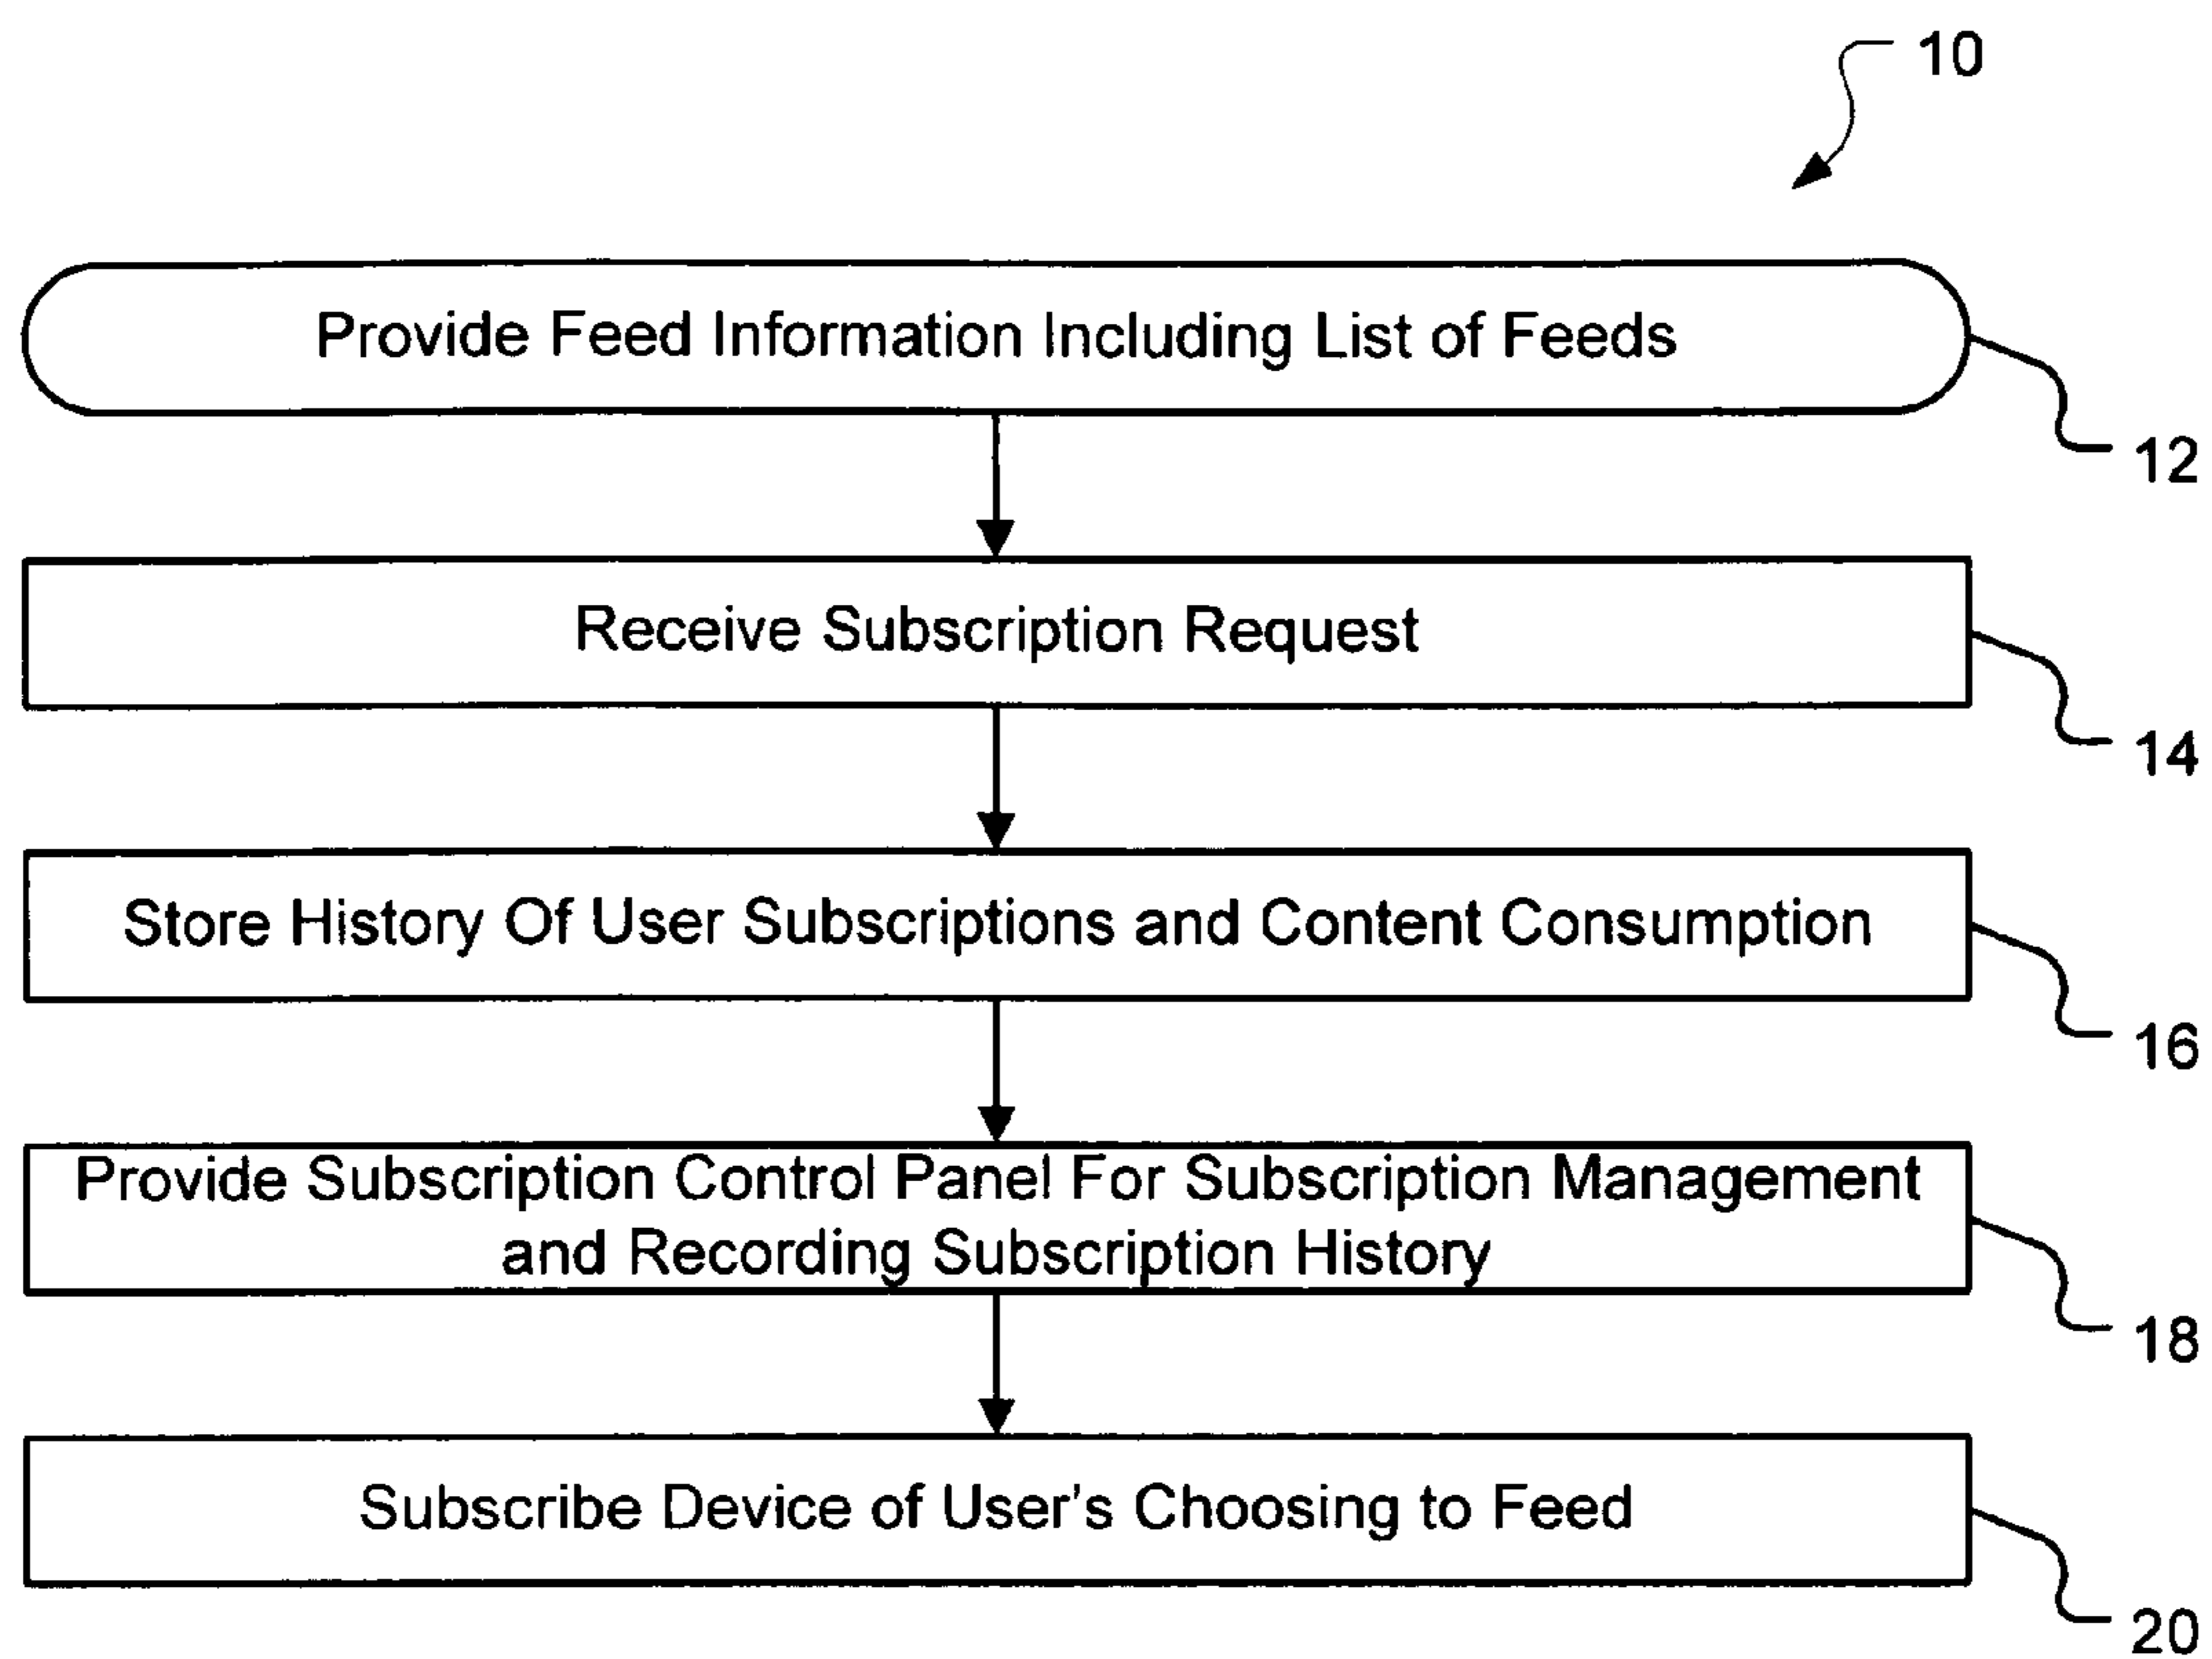 10
Provide Feed Information Including List of Feeds
12
Receive Subscription Request
14
Store History Of User Subscriptions and Content Consumption
16
Provide Subscription Control Panel For Subscription Management
and Recording Subscription History
18
Subscribe Device of User's Choosing to Feed
20